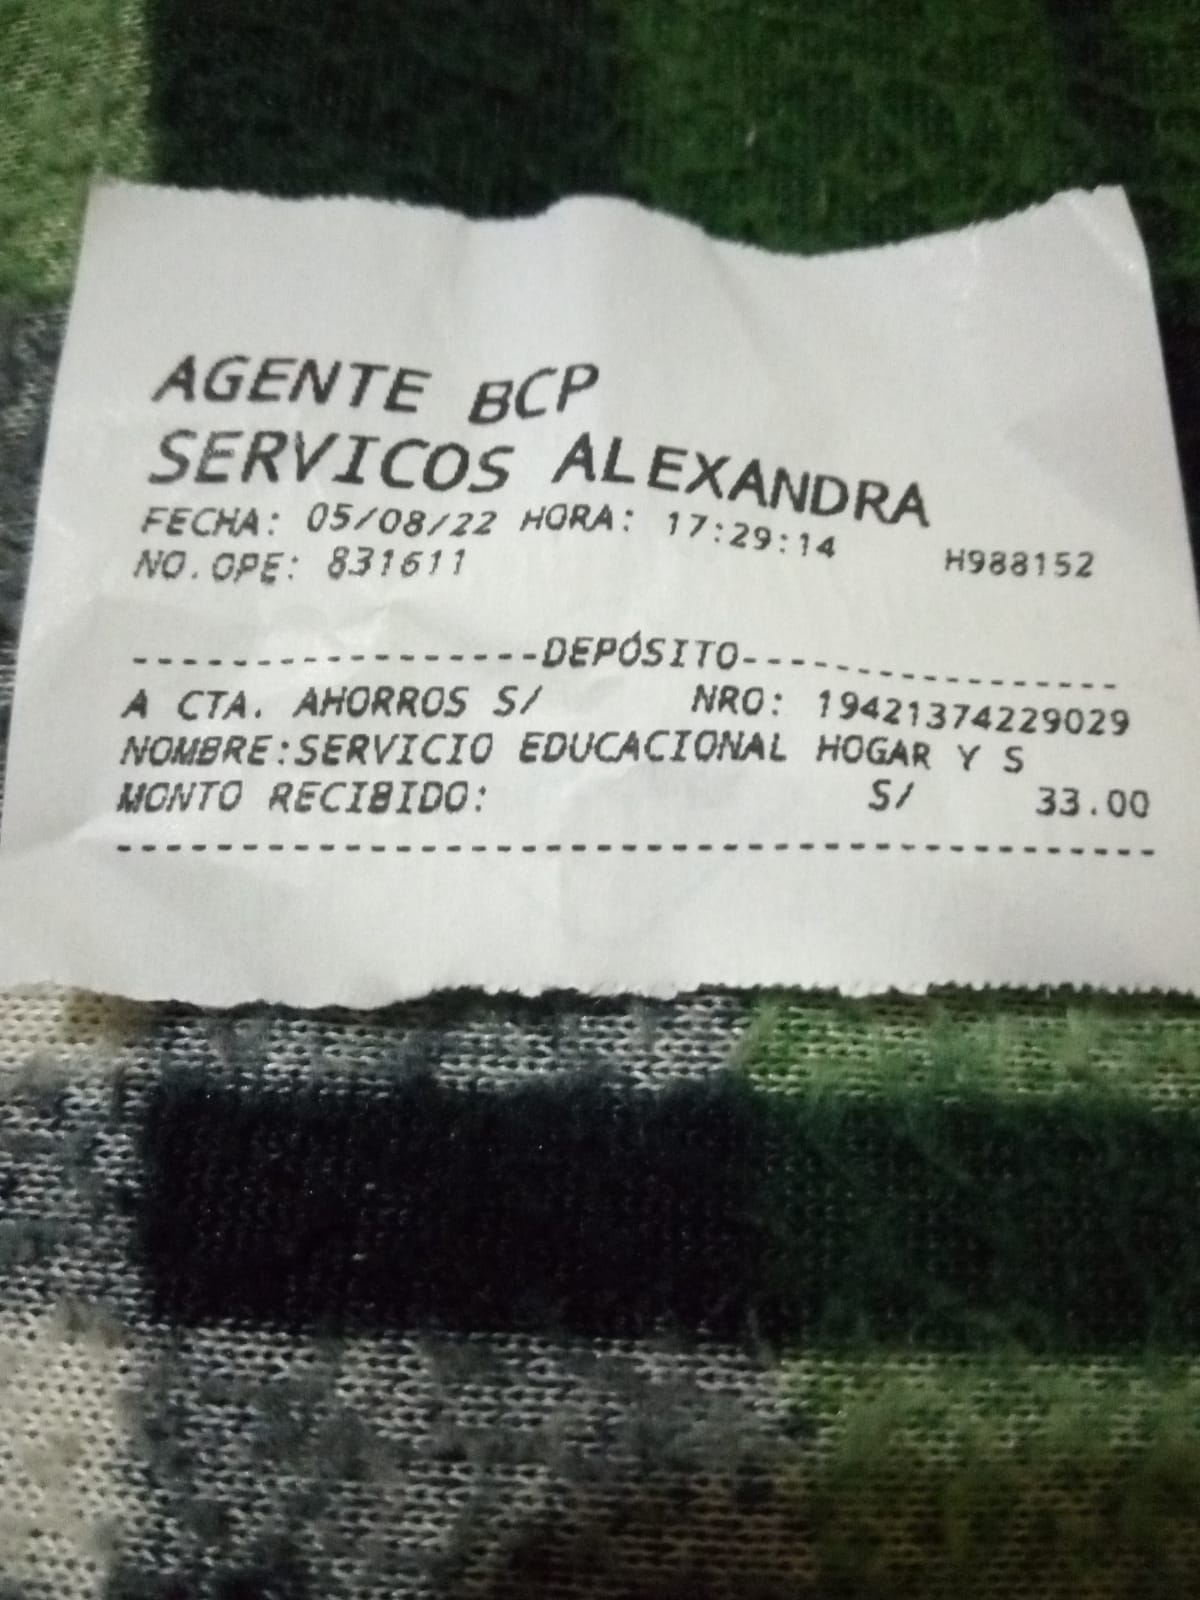 AGENTE BCP
SERVICOS ALEXANDRA
FECHA: 05/08/22 HORA: 17:29:14
NO.OPE: 831611 H988152
------------------DEPÓSITO------------------
A CTA. AHORROS S/ NRO: 19421374229029
NOMBRE:SERVICIO EDUCACIONAL HOGAR Y S
MONTO RECIBIDO: S/ 33.00
--------------------------------------------------